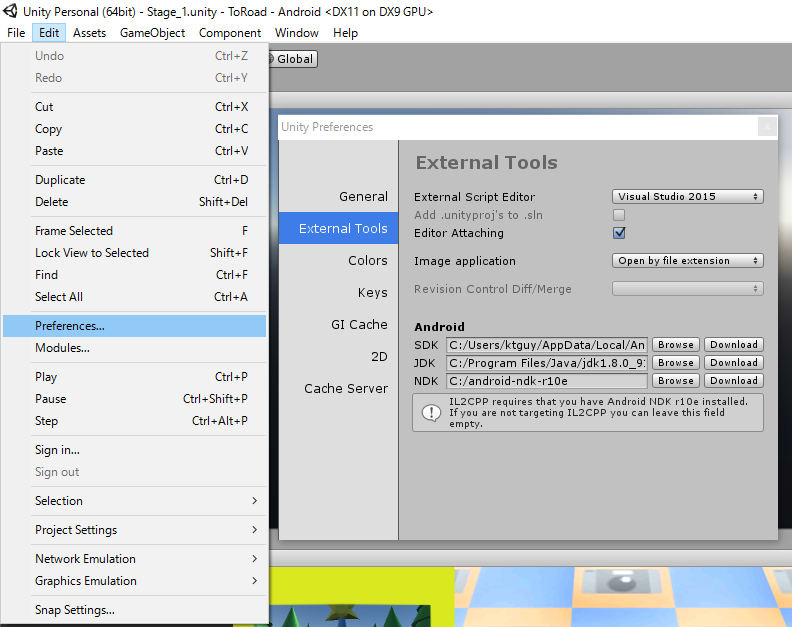 Unity Personal (64bit) - Stage_1.unity - ToRoad - Android <DX11 on DX9 GPU>
File Edit Assets GameObject Component Window Help
Global
Undo Ctrl+Z
Redo Ctrl+Y
Cut Ctrl+X
Copy Ctrl+C
Paste Ctrl+V
Duplicate Ctrl+D
Delete Shift+Del
Frame Selected F
Lock View to Selected Shift+F
Find Ctrl+F
Select All Ctrl+A
Preferences...
Modules...
Play Ctrl+P
Pause Ctrl+Shift+P
Step Ctrl+Alt+P
Sign in...
Sign out
Selection
Project Settings
Network Emulation
Graphics Emulation
Snap Settings...
Unity Preferences
General
External Tools
Colors
Keys
GI Cache
2D
Cache Server
External Tools
External Script Editor Visual Studio 2015
Add .unityproj's to .sln
Editor Attaching
Image application Open by file extension
Revision Control Diff/Merge
Android
SDK C:/Users/ktguy/AppData/Local/An Browse Download
JDK C:/Program Files/Java/jdk1.8.0_9 Browse Download
NDK C:/android-ndk-r10e Browse Download
IL2CPP requires that you have Android NDK r10e installed.
If you are not targeting IL2CPP you can leave this field
empty.